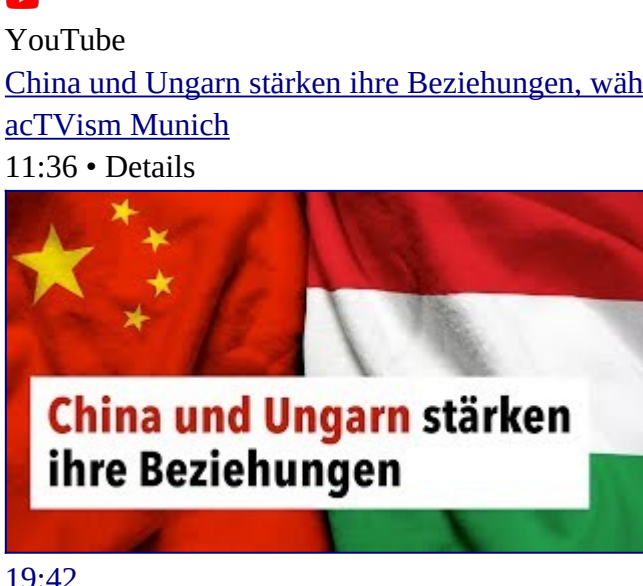 YouTube
China und Ungarn stärken ihre Beziehungen, wäh
acTVism Munich
11:36 • Details
China und Ungarn stärken
ihre Beziehungen
19:42